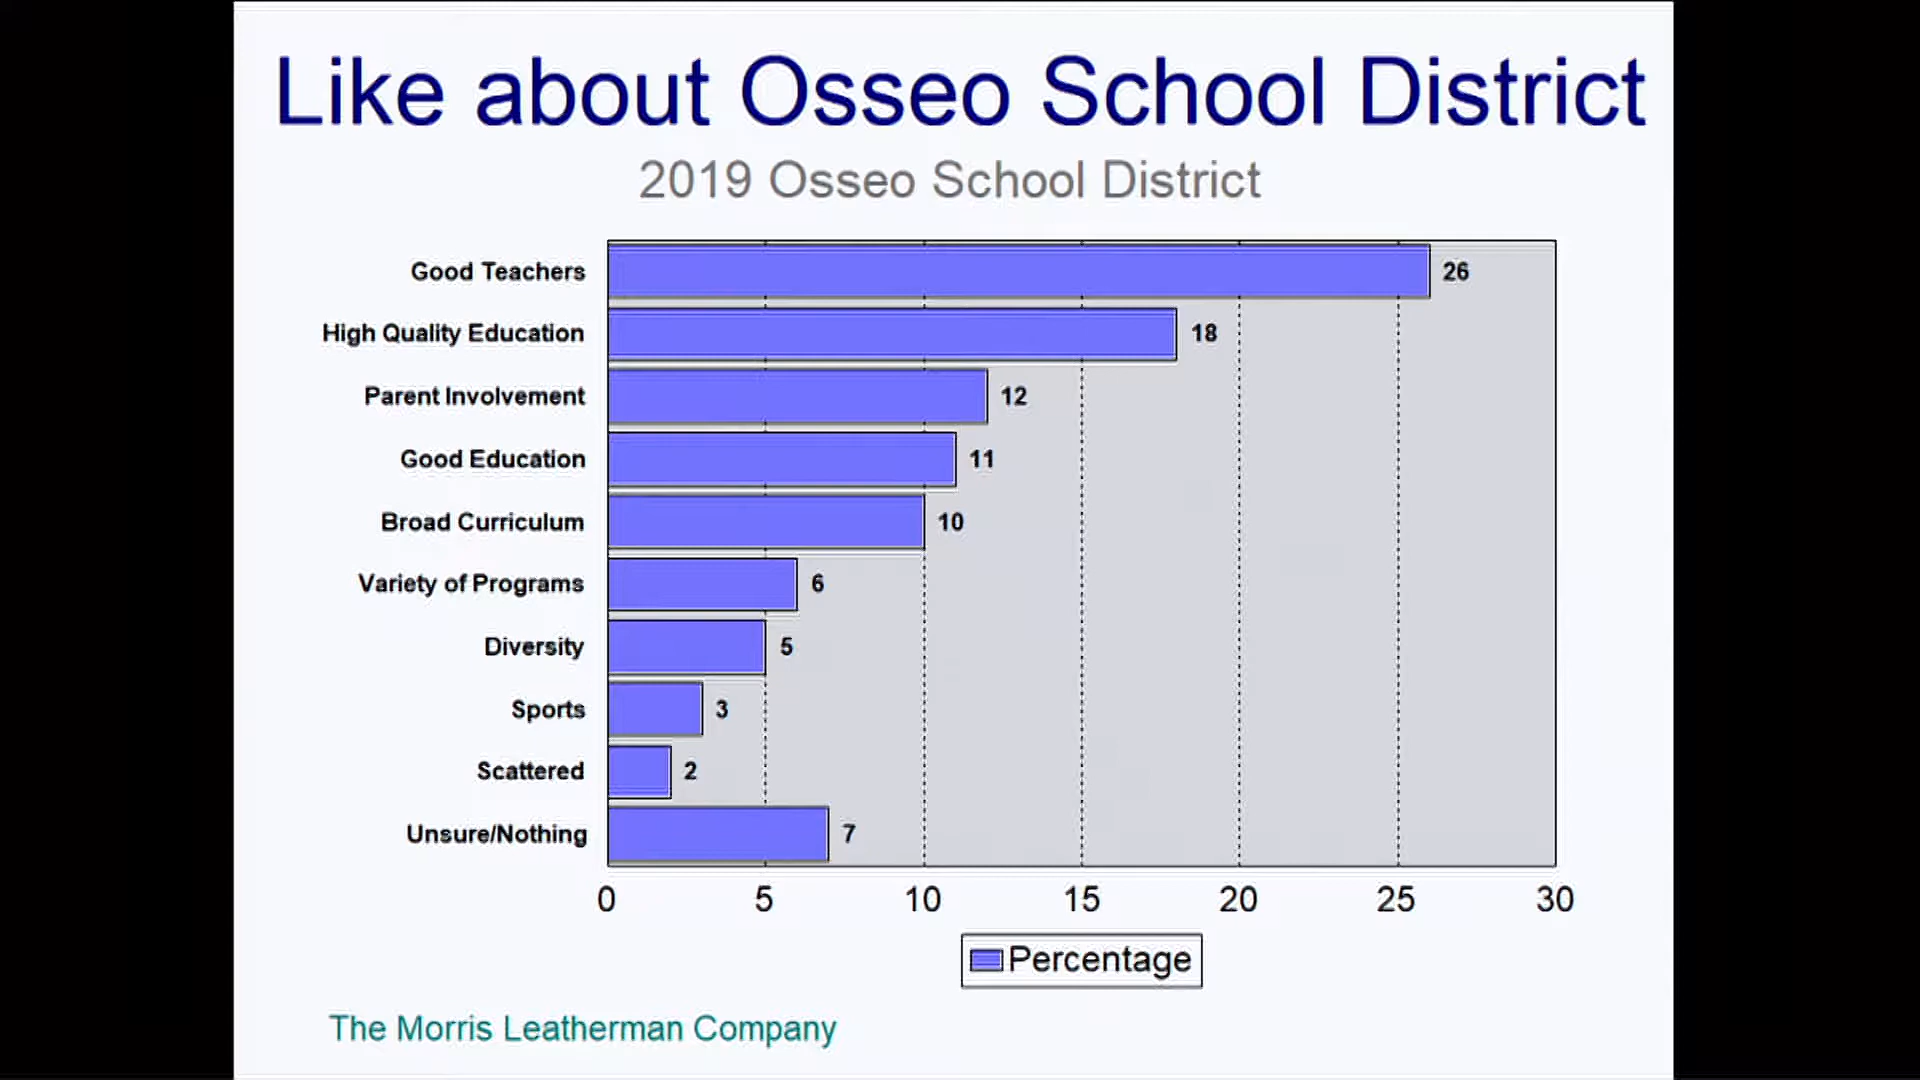 Like about Osseo School District
2019 Osseo School District
Good Teachers 26
High Quality Education 18
Parent Involvement 12
Good Education 11
Broad Curriculum 10
Variety of Programs 6
Diversity 5
Sports 3
Scattered 2
Unsure/Nothing 7
0 5 10 15 20 25 30
Percentage
The Morris Leatherman Company